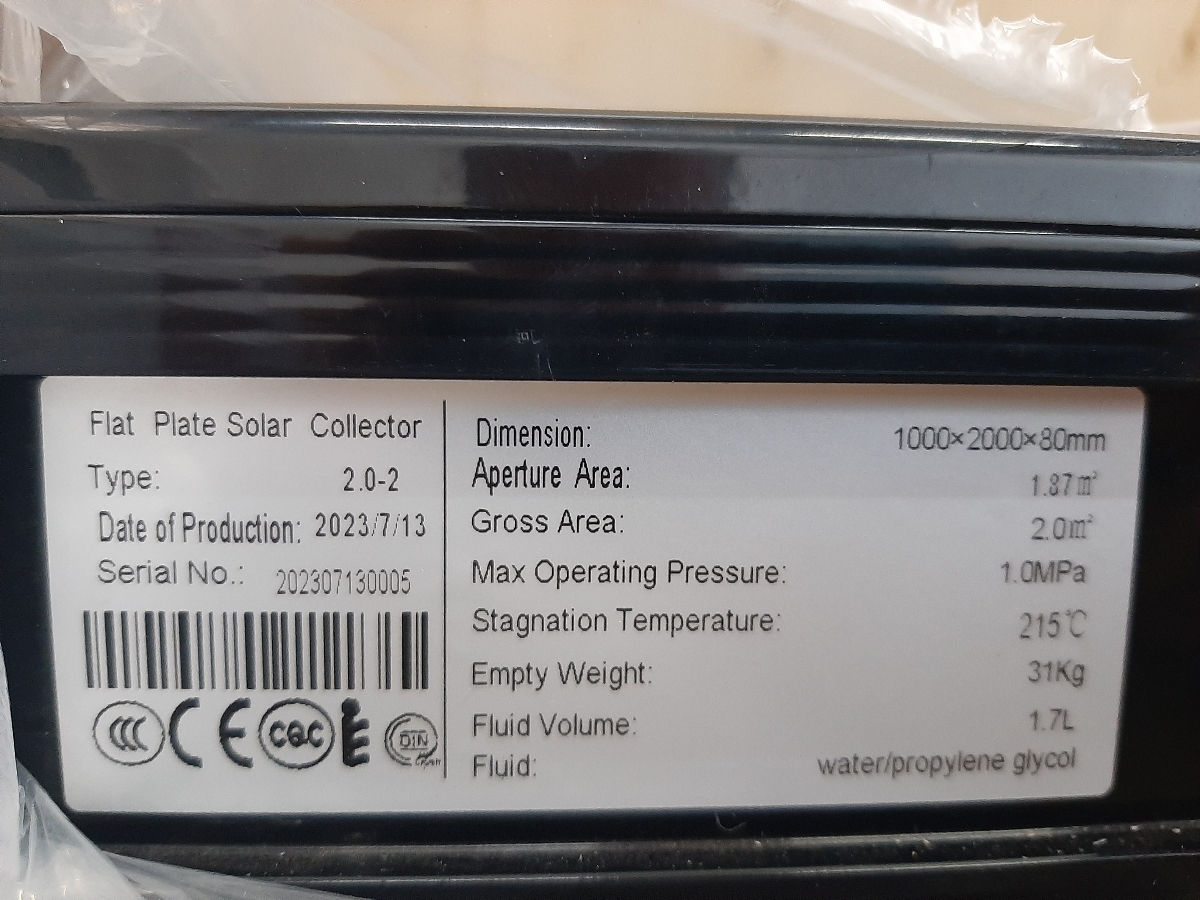 Flat Plate Solar Collector
Type: 2.0-2
Date of Production: 2023/7/13
Serial No.: 202307130005
CCC CE CQC DIN
Dimension: 1000×2000×80mm
Aperture Area: 1.87㎡
Gross Area: 2.0㎡
Max Operating Pressure: 1.0MPa
Stagnation Temperature: 215℃
Empty Weight: 31Kg
Fluid Volume: 1.7L
Fluid: water/propylene glycol